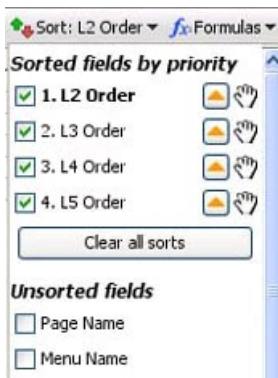 Sort: L2 Order fx Formulas
Sorted fields by priority
1. L2 Order
2. L3 Order
3. L4 Order
4. L5 Order
Clear all sorts
Unsorted fields
Page Name
Menu Name